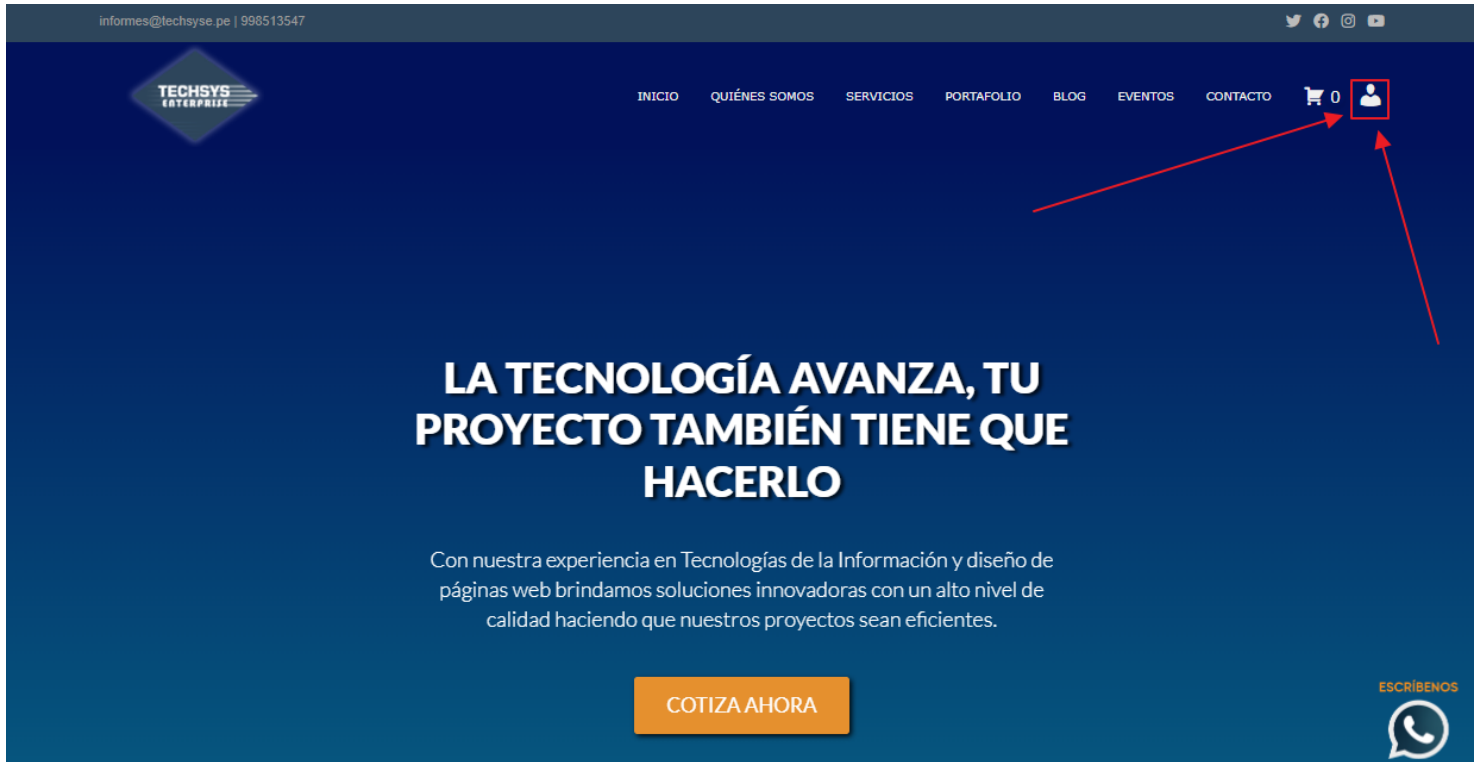 informes@techsyse.pe | 998513547
TECHSYS
ENTERPRISE
INICIO QUIÉNES SOMOS SERVICIOS PORTAFOLIO BLOG EVENTOS CONTACTO 0
LA TECNOLOGÍA AVANZA, TU
PROYECTO TAMBIÉN TIENE QUE
HACERLO
Con nuestra experiencia en Tecnologías de la Información y diseño de
páginas web brindamos soluciones innovadoras con un alto nivel de
calidad haciendo que nuestros proyectos sean eficientes.
COTIZA AHORA
ESCRÍBENOS